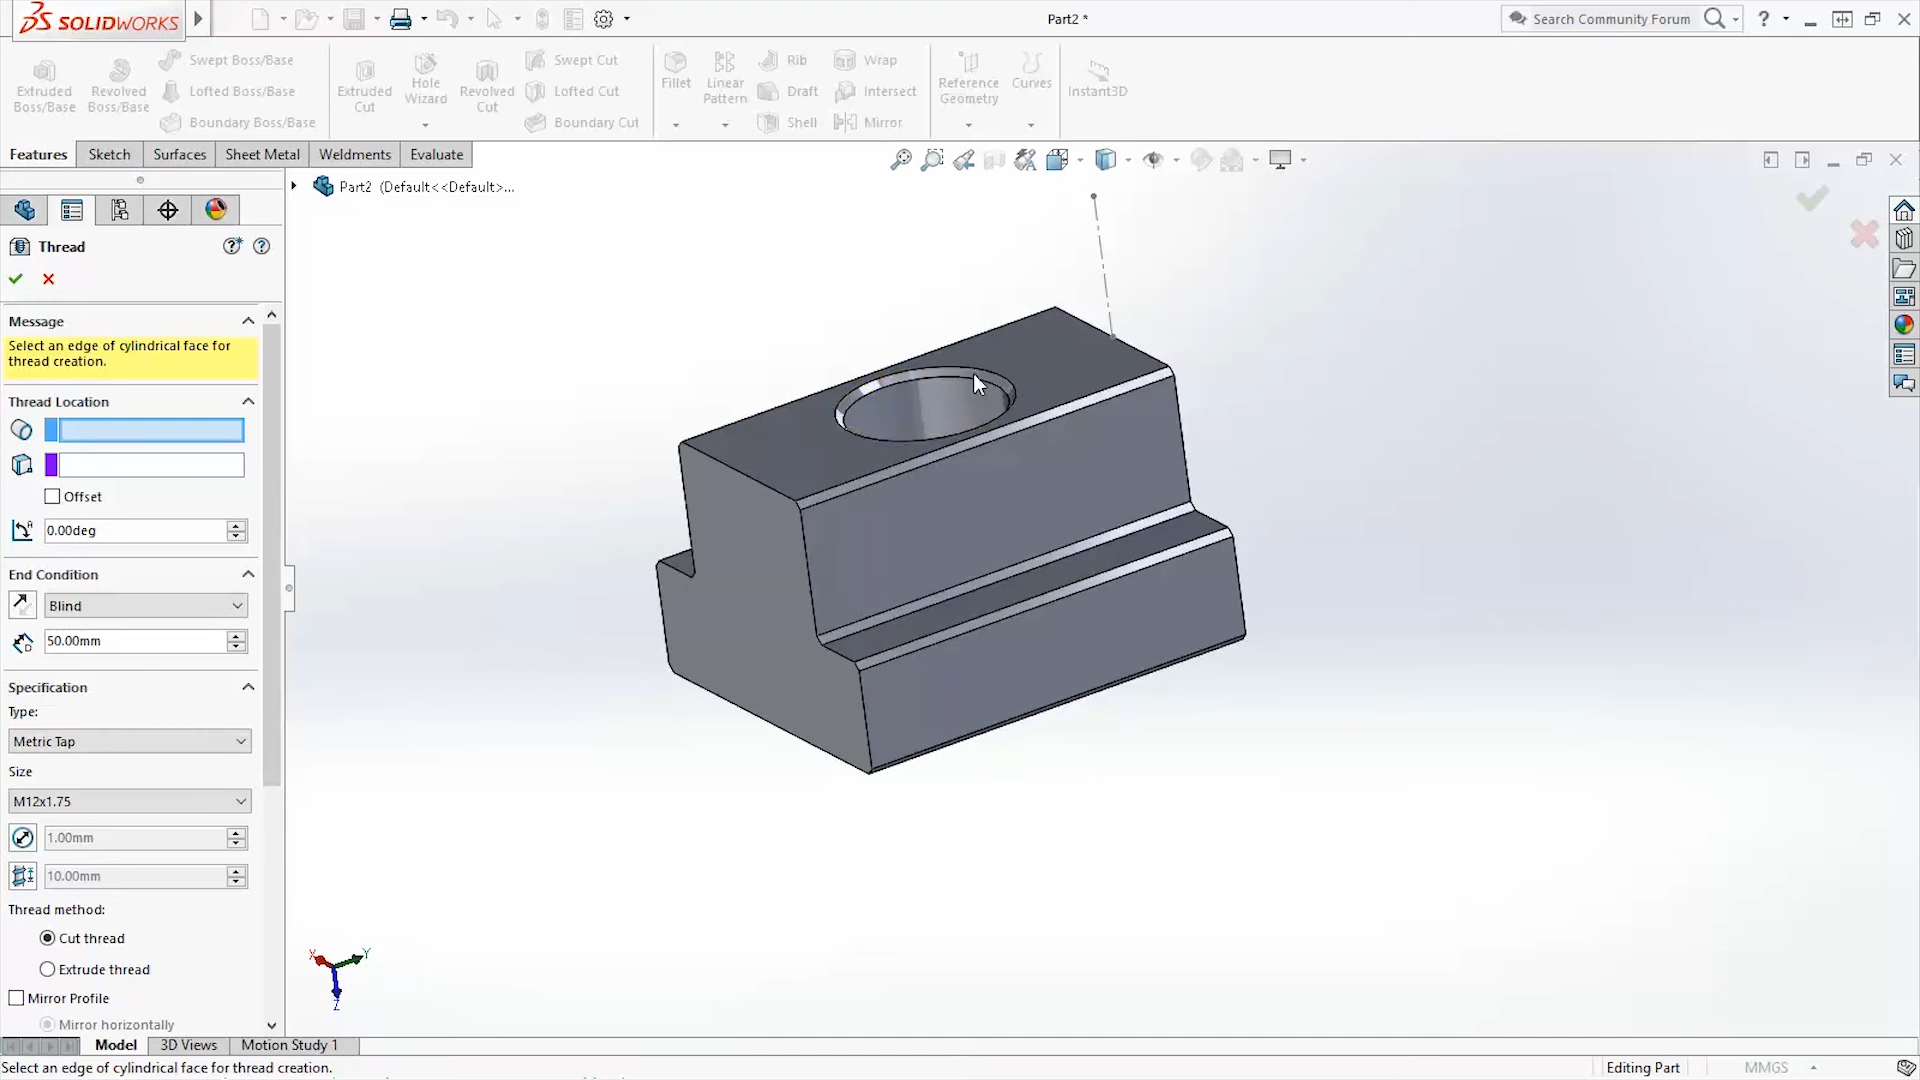 SOLIDWORKS
Part2 *
Search Community Forum
?
Extruded
Boss/Base
Revolved
Boss/Base
Swept Boss/Base
Lofted Boss/Base
Boundary Boss/Base
Extruded
Cut
Hole
Wizard
Revolved
Cut
Swept Cut
Lofted Cut
Boundary Cut
Fillet
Linear
Pattern
Rib
Draft
Shell
Wrap
Intersect
Mirror
Reference
Geometry
Curves
Instant3D
Features
Sketch
Surfaces
Sheet Metal
Weldments
Evaluate
Part2 (Default<<Default>...
Thread
Message
Select an edge of cylindrical face for
thread creation.
Thread Location
Offset
0.00deg
End Condition
Blind
50.00mm
Specification
Type:
Metric Tap
Size
M12x1.75
1.00mm
10.00mm
Thread method:
Cut thread
Extrude thread
Mirror Profile
Mirror horizontally
X
Y
Z
Model
3D Views
Motion Study 1
Select an edge of cylindrical face for thread creation.
Editing Part
MMGS